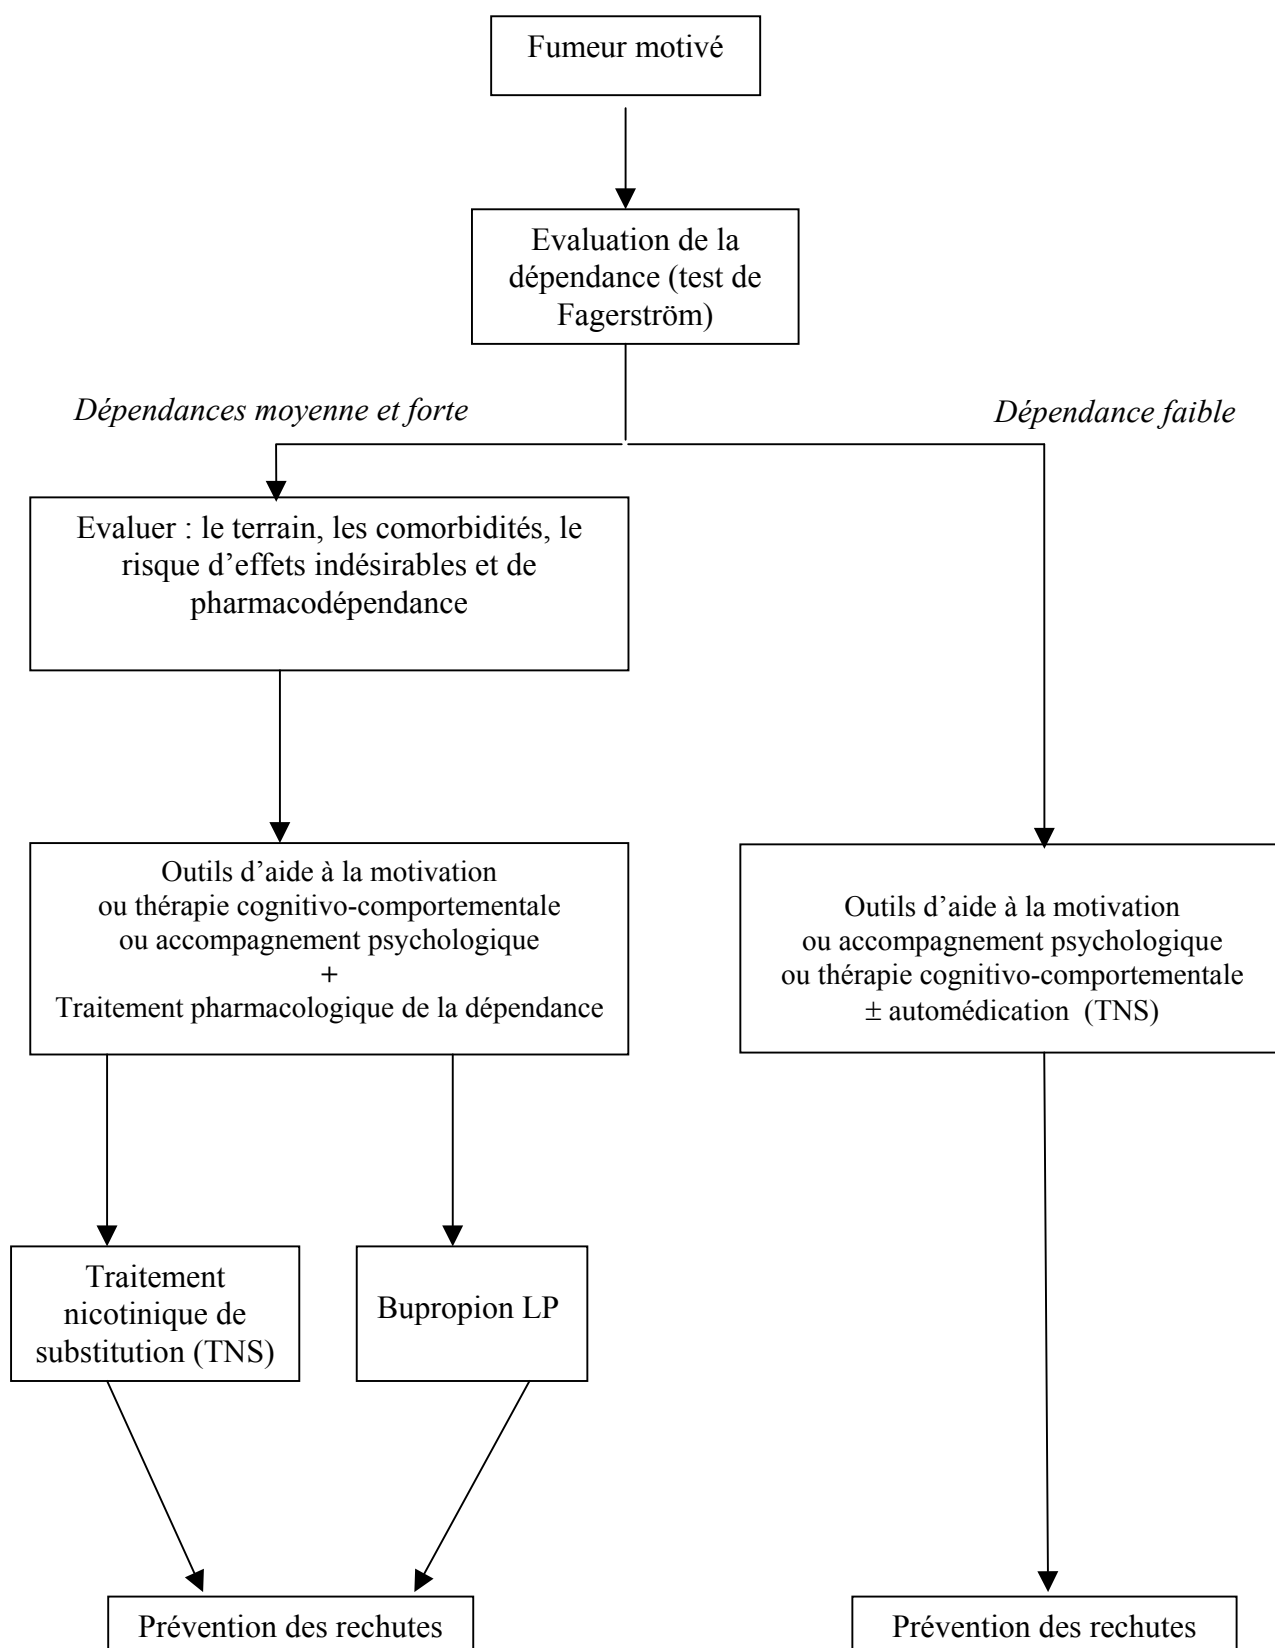 Fumeur motivé
Evaluation de la
dépendance (test de
Fagerström)
Dépendances moyenne et forte
Dépendance faible
Evaluer : le terrain, les comorbidités, le
risque d’effets indésirables et de
pharmacodépendance
Outils d’aide à la motivation
ou thérapie cognitivo-comportementale
ou accompagnement psychologique
+
Traitement pharmacologique de la dépendance
Outils d’aide à la motivation
ou accompagnement psychologique
ou thérapie cognitivo-comportementale
± automédication (TNS)
Traitement
nicotinique de
substitution (TNS)
Bupropion LP
Prévention des rechutes
Prévention des rechutes